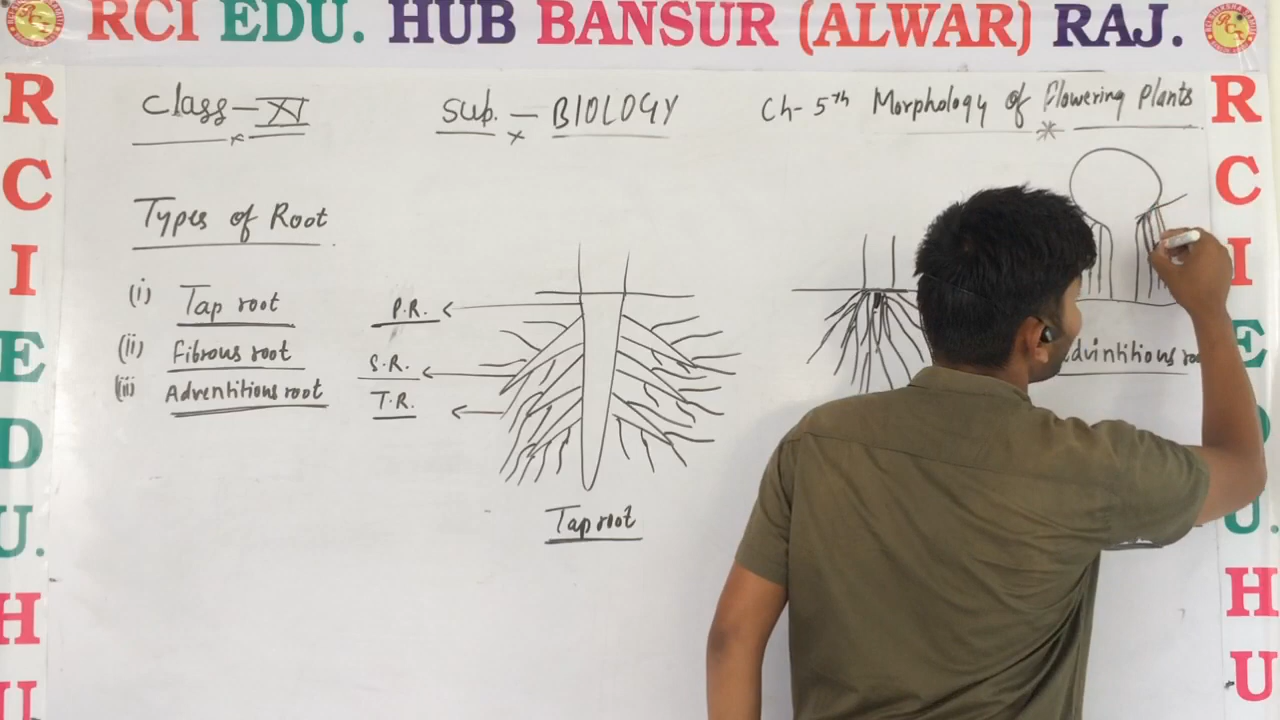 RCI EDU. HUB BANSUR (ALWAR) RAJ.
R
C
I
E
D
U.
H
U
Class-XI
Sub. - BIOLOGY
Ch- 5th Morphology of Flowering Plants
Types of Root
(i) Tap root
(ii) Fibrous root
(iii) Adventitious root
P.R.
S.R.
T.R.
Tap root
R
C
I
E
U.
H
U